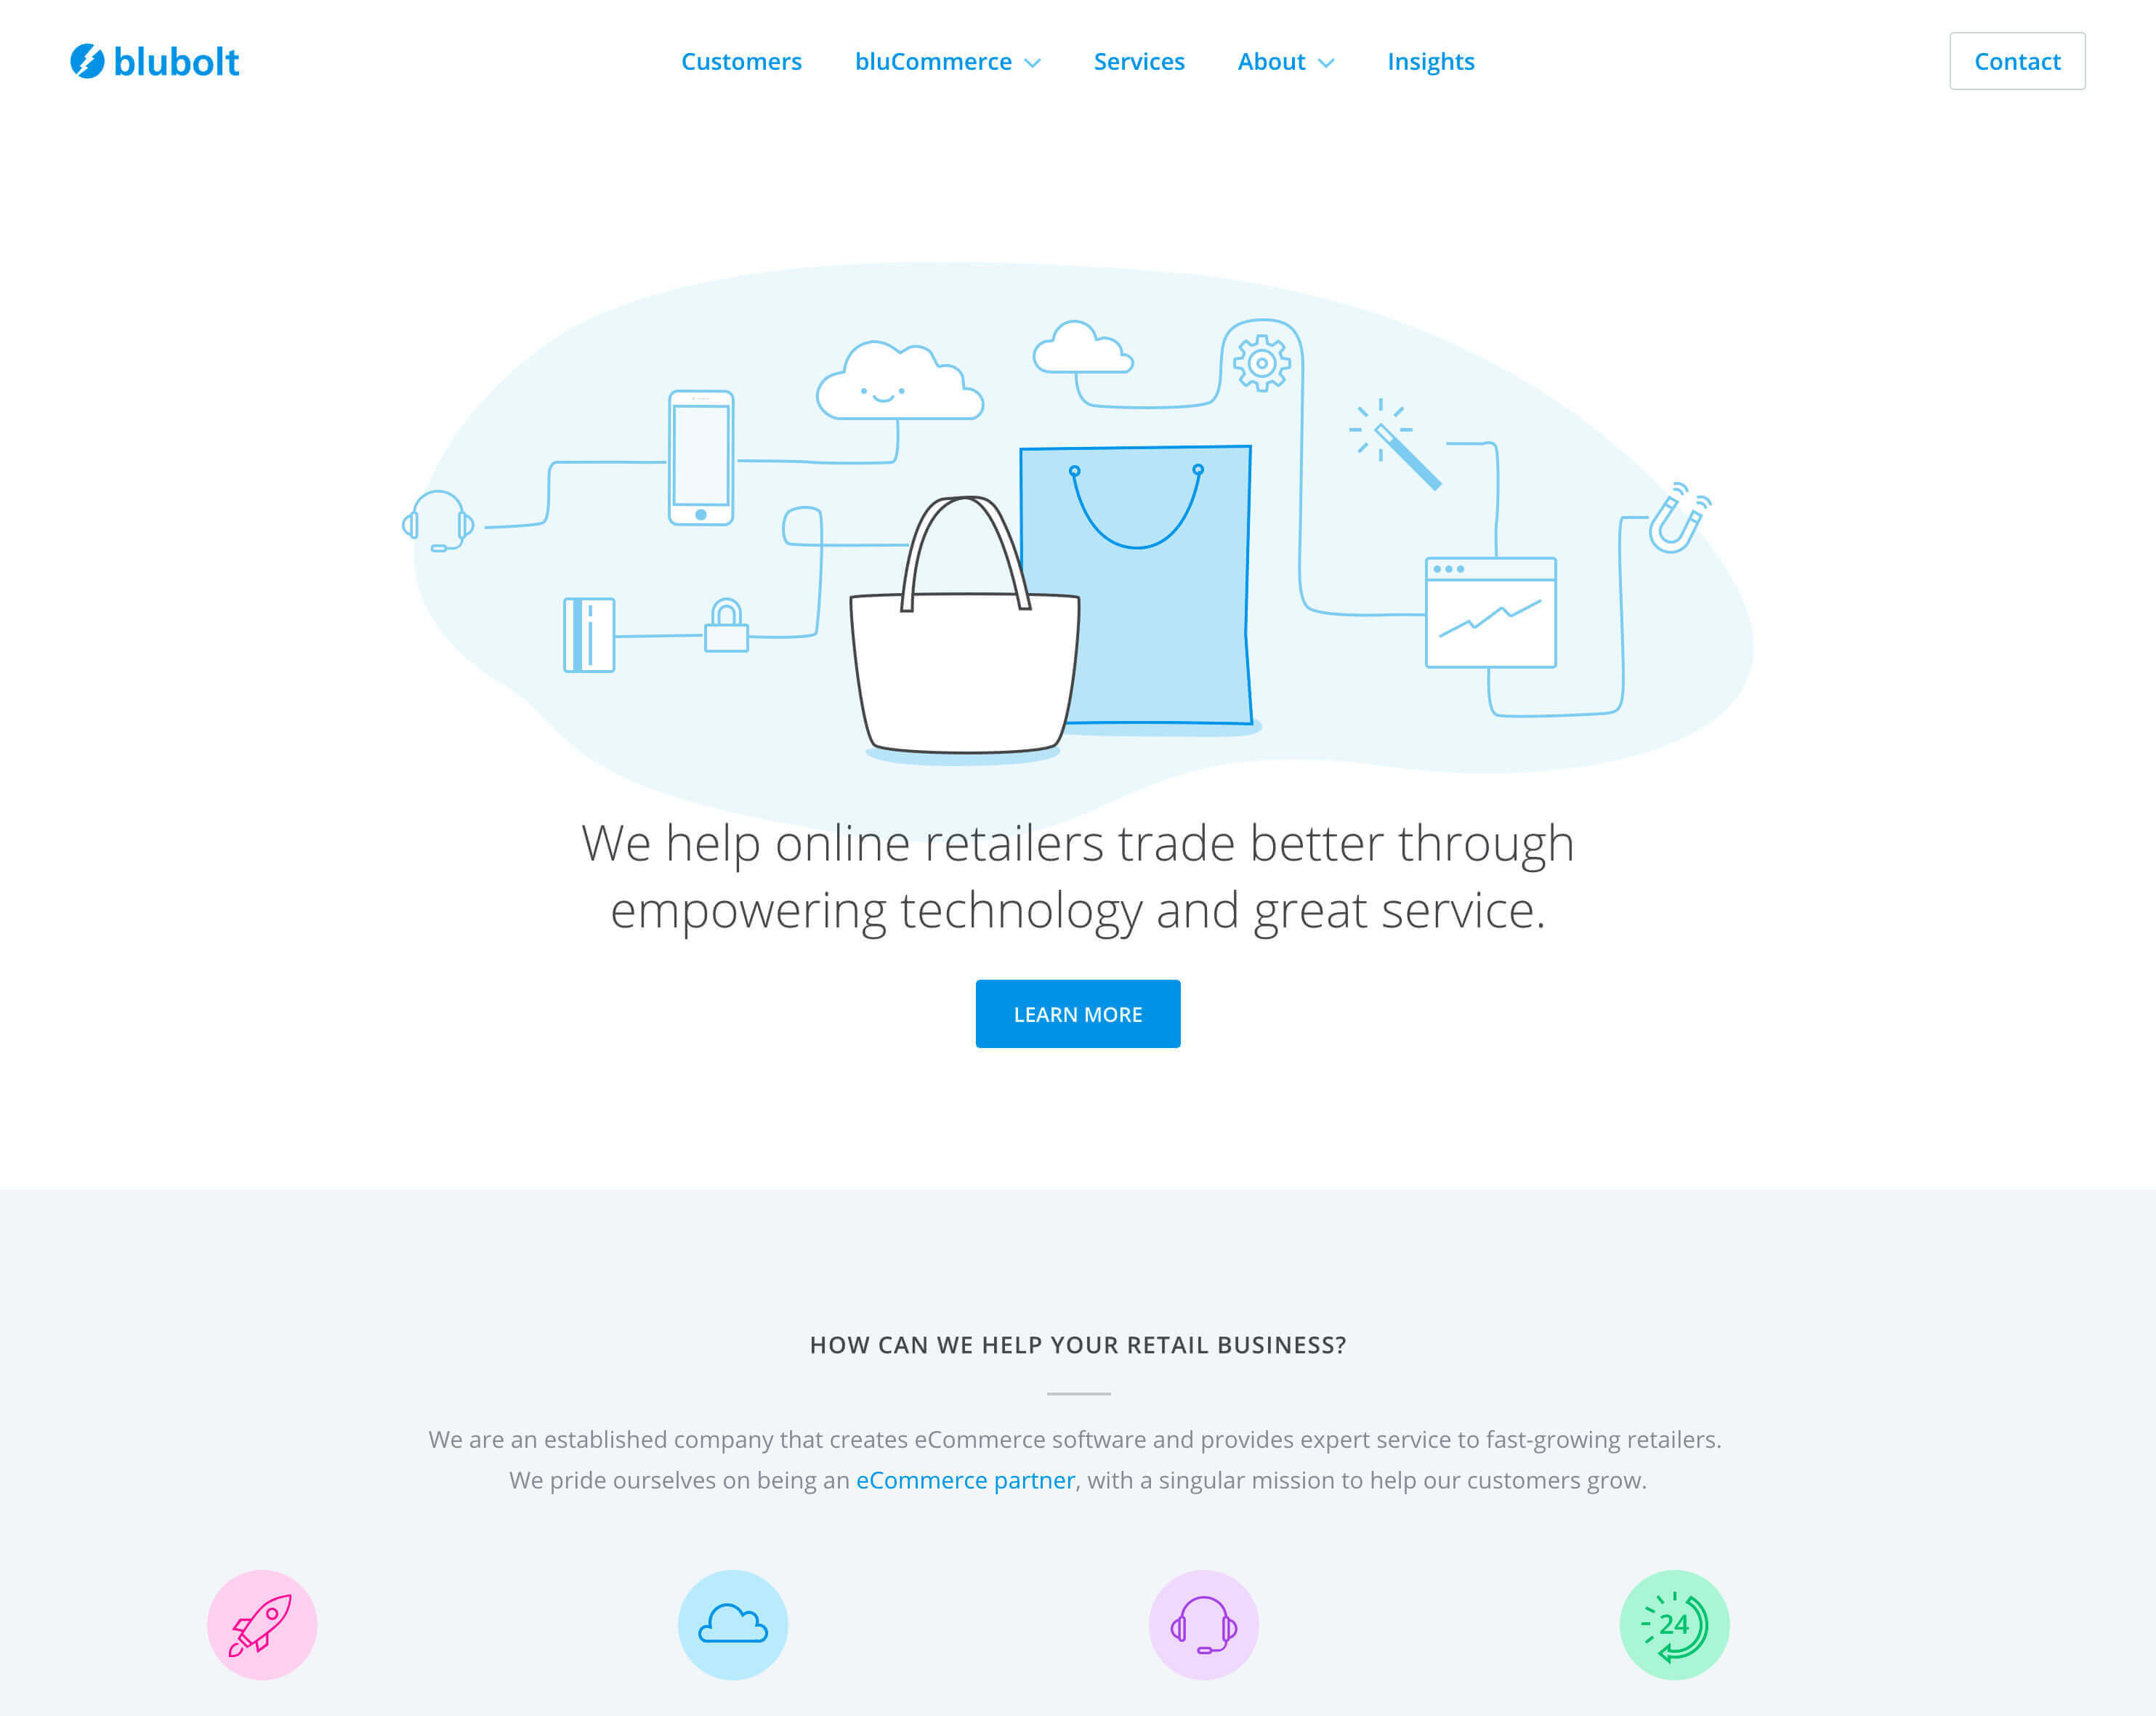 blubolt
Customers
bluCommerce
Services
About
Insights
Contact
We help online retailers trade better through
empowering technology and great service.
LEARN MORE
HOW CAN WE HELP YOUR RETAIL BUSINESS?
We are an established company that creates eCommerce software and provides expert service to fast-growing retailers.
We pride ourselves on being an eCommerce partner, with a singular mission to help our customers grow.
24